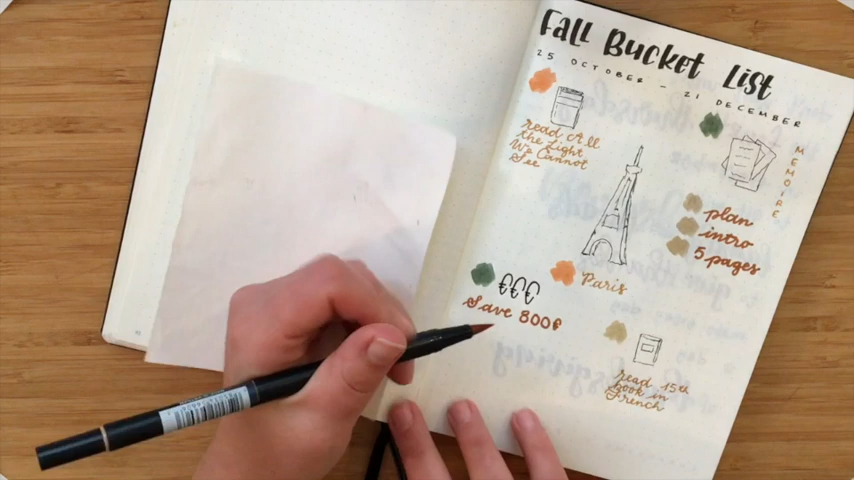 Fall Bucket List
25 OCTOBER - 21 DECEMBER
Read All
the Light
We Cannot
See
MEMOIRE
plan
intro
5 pages
Paris
€€€
Save 800€
Read 15th
book in
French